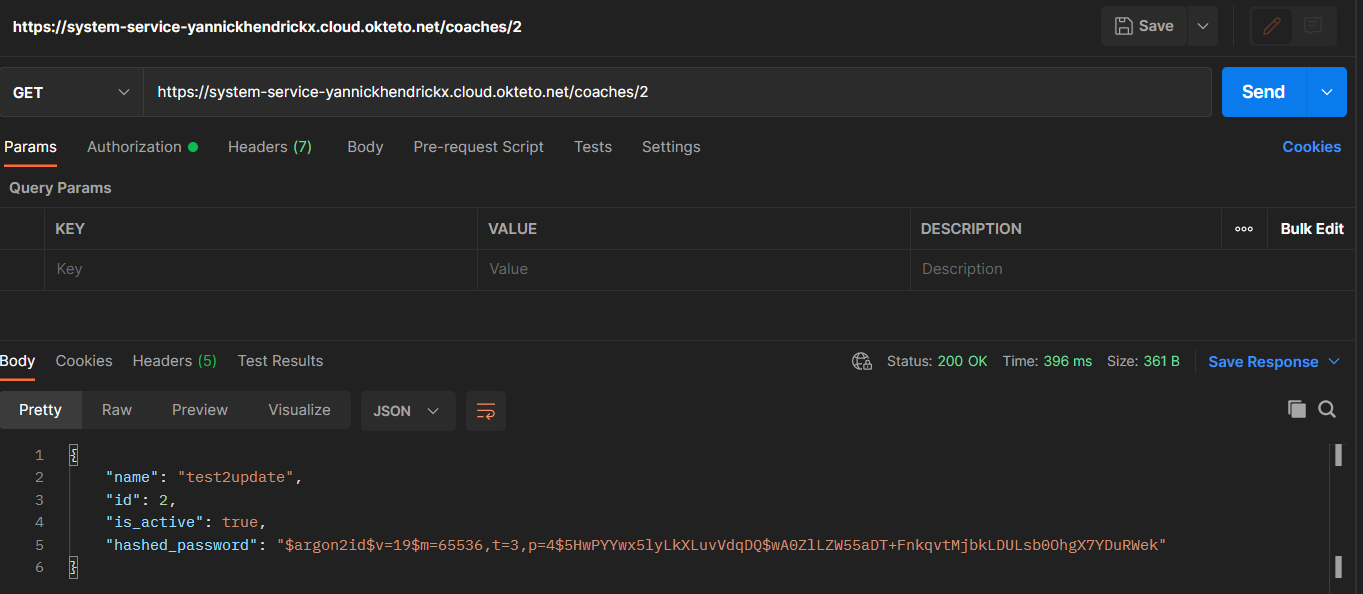 https://system-service-yannickhendrickx.cloud.okteto.net/coaches/2
Save
GET
https://system-service-yannickhendrickx.cloud.okteto.net/coaches/2
Send
Params Authorization Headers (7) Body Pre-request Script Tests Settings Cookies
Query Params
KEY VALUE DESCRIPTION ooo Bulk Edit
Key Value Description
Body Cookies Headers (5) Test Results Status: 200 OK Time: 396 ms Size: 361 B Save Response
Pretty Raw Preview Visualize JSON
1 {
2 "name": "test2update",
3 "id": 2,
4 "is_active": true,
5 "hashed_password": "$argon2id$v=19$m=65536,t=3,p=4$5HwPYYwx5lyLkXLuvVdqDQ$wA0ZlLZW55aDT+FnkqvtMjbkLDULsb0OhgX7YDuRWek"
6 }